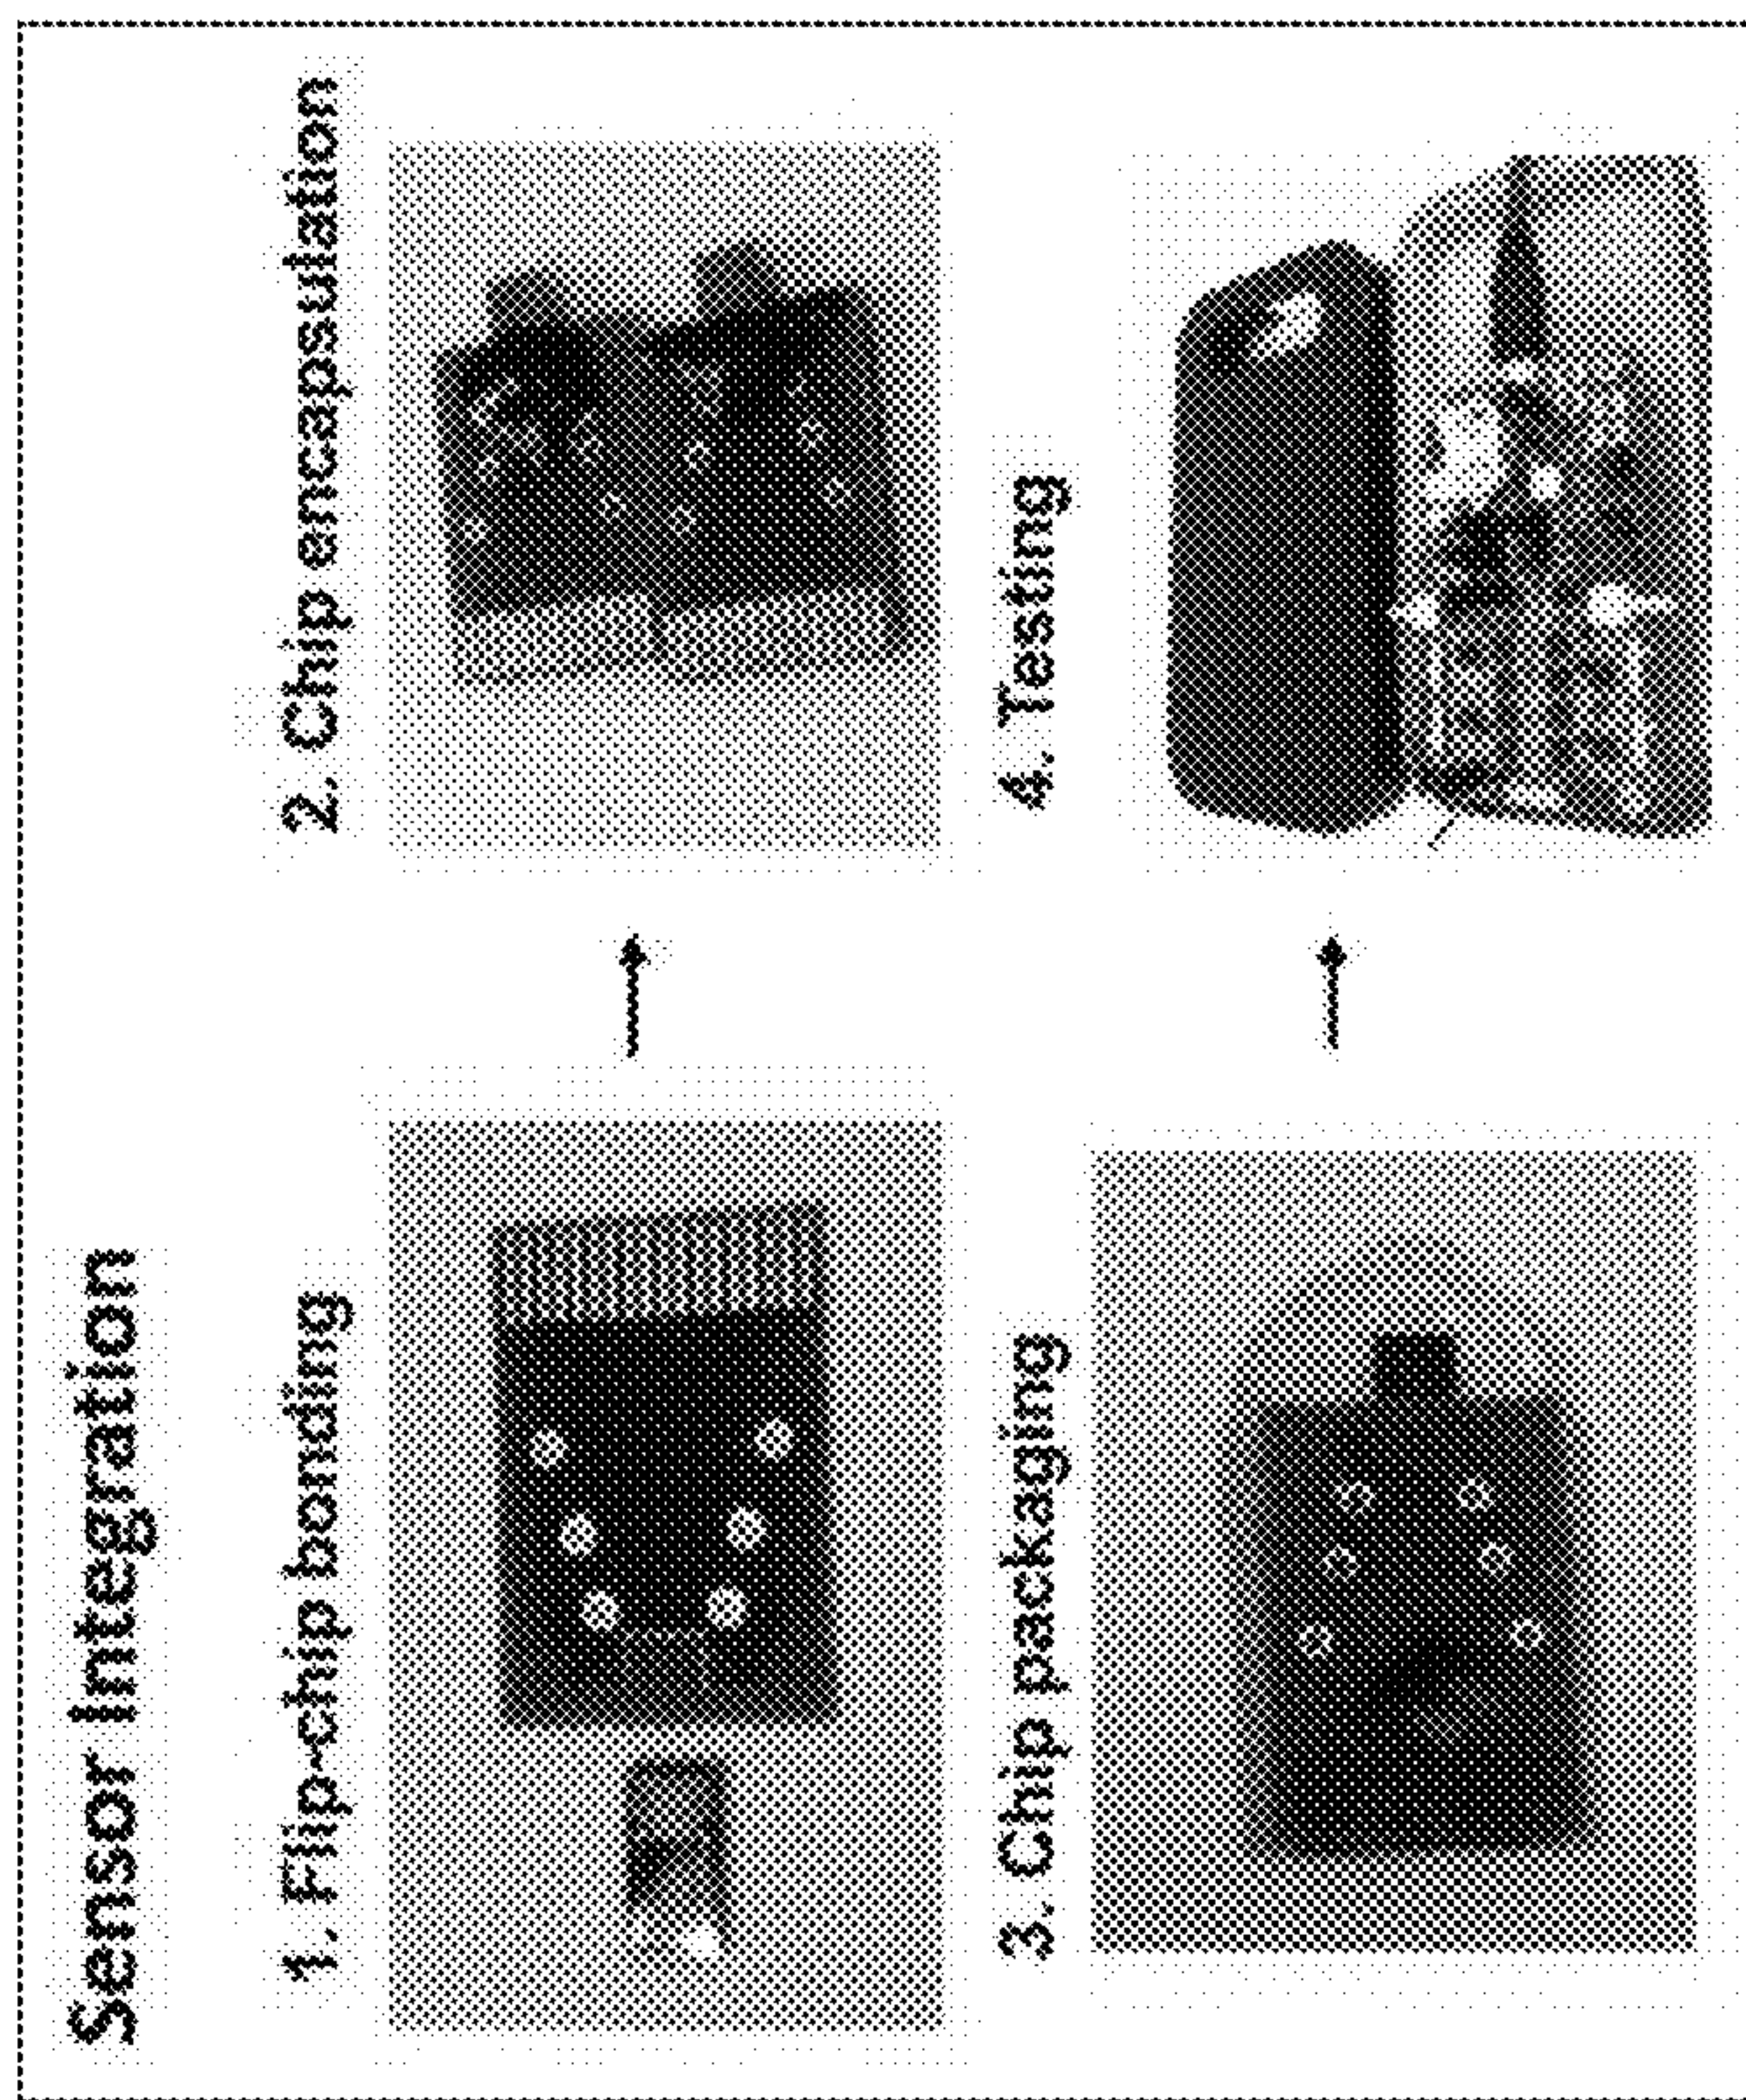 Sensor integration
1. Flip-chip bonding
2. Chip encapsulation
3. Chip packaging
4. Testing